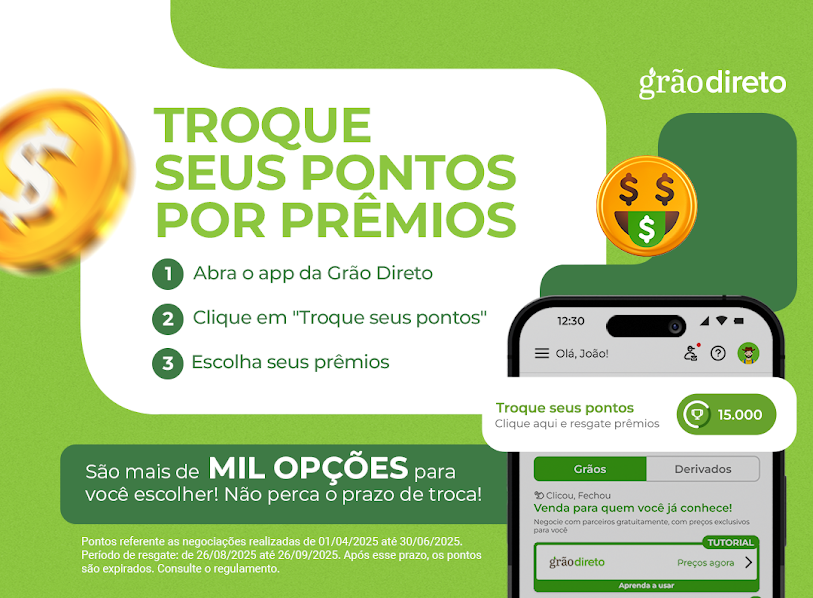 grãodireto
TROQUE
SEUS PONTOS
POR PRÊMIOS
1 Abra o app da Grão Direto
2 Clique em "Troque seus pontos"
3 Escolha seus prêmios
São mais de MIL OPÇÕES para
você escolher! Não perca o prazo de troca!
Pontos referente as negociações realizadas de 01/04/2025 até 30/06/2025.
Período de resgate: de 26/08/2025 até 26/09/2025. Após esse prazo, os pontos
são expirados. Consulte o regulamento.
12:30
Olá, João!
Troque seus pontos
Clique aqui e resgate prêmios
15.000
Grãos Derivados
Clicou, Fechou
Venda para quem você já conhece!
Negocie com parceiros gratuitamente, com preços exclusivos
para você
TUTORIAL
grãodireto Preços agora
Aprenda a usar